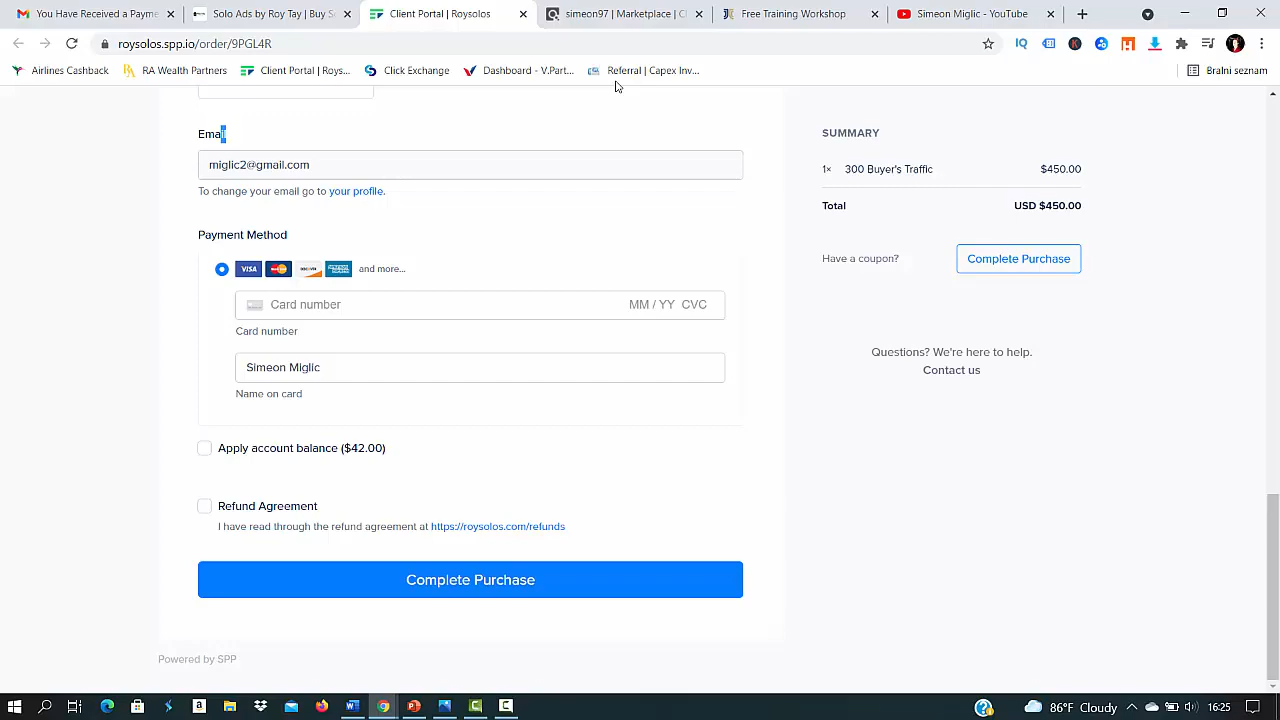 You Have Received a Payme
Solo Ads by Roy Tay | Buy S
Client Portal | Roysolos
simeon97 | Marketplace | Cl
Free Training Workshop
Simeon Miglic - YouTube
roysolos.spp.io/order/9PGL4R
Airlines Cashback
RA Wealth Partners
Client Portal | Roys...
Click Exchange
Dashboard - V.Part...
Referral | Capex Inv...
Bralni seznam
Email
miglic2@gmail.com
To change your email go to your profile.
Payment Method
VISA
and more...
Card number MM / YY CVC
Card number
Simeon Miglic
Name on card
Apply account balance ($42.00)
Refund Agreement
I have read through the refund agreement at https://roysolos.com/refunds
Complete Purchase
Powered by SPP
SUMMARY
1× 300 Buyer's Traffic $450.00
Total USD $450.00
Have a coupon?
Complete Purchase
Questions? We're here to help.
Contact us
86°F Cloudy
16:25